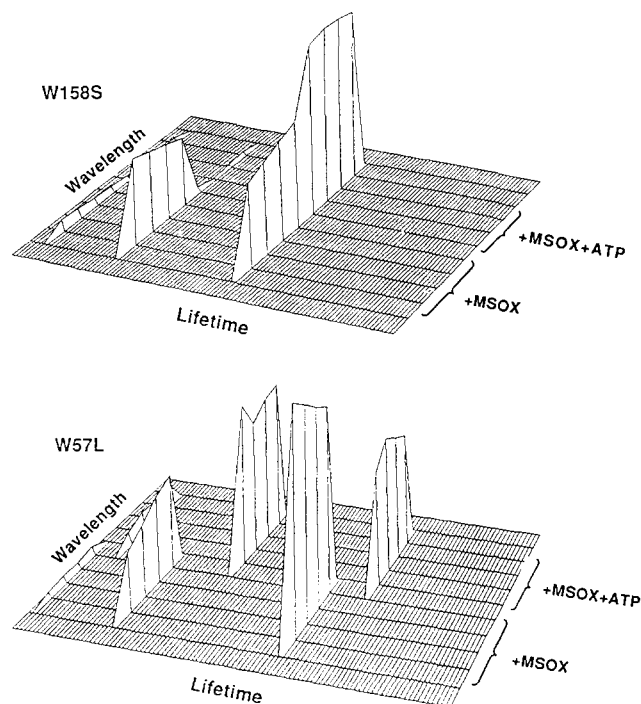 W158S
Wavelength
+MSOX+ATP
+MSOX
Lifetime
W57L
Wavelength
+MSOX+ATP
+MSOX
Lifetime